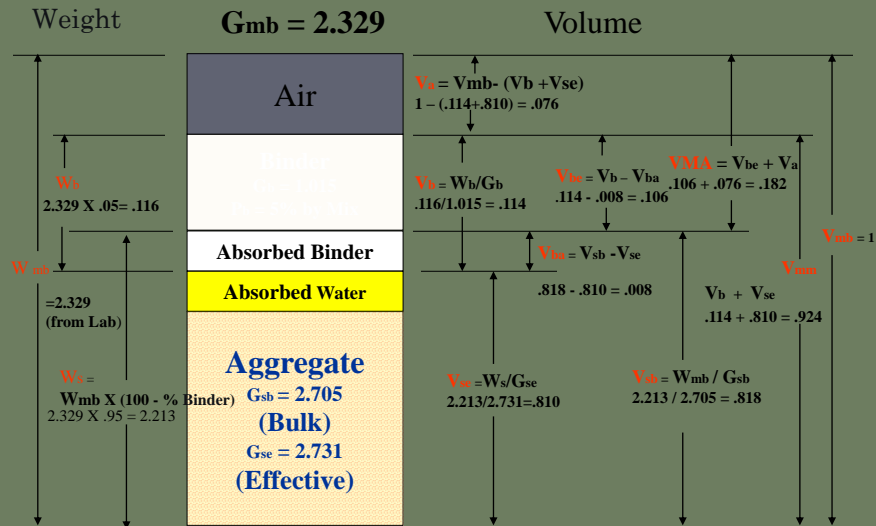 Weight
Gmb = 2.329
Volume
Air
Va = Vmb- (Vb +Vse)
1 – (.114+.810) = .076
Wb
2.329 X .05= .116
Binder
Vb = Wb/Gb
.116/1.015 = .114
Vbe= Vb – Vba
.114 - .008 = .106
VMA = Vbe + Va
.106 + .076 = .182
Vmb = 1
Absorbed Binder
Vba = Vsb -Vse
.818 - .810 = .008
W mb
=2.329
(from Lab)
Absorbed Water
Vmm
Vb + Vse
.114 + .810 = .924
Ws =
Wmb X (100 - % Binder)
2.329 X .95 = 2.213
Aggregate
Gsb = 2.705
(Bulk)
Gse = 2.731
(Effective)
Vse =Ws/Gse
2.213/2.731=.810
Vsb = Wmb / Gsb
2.213 / 2.705 = .818